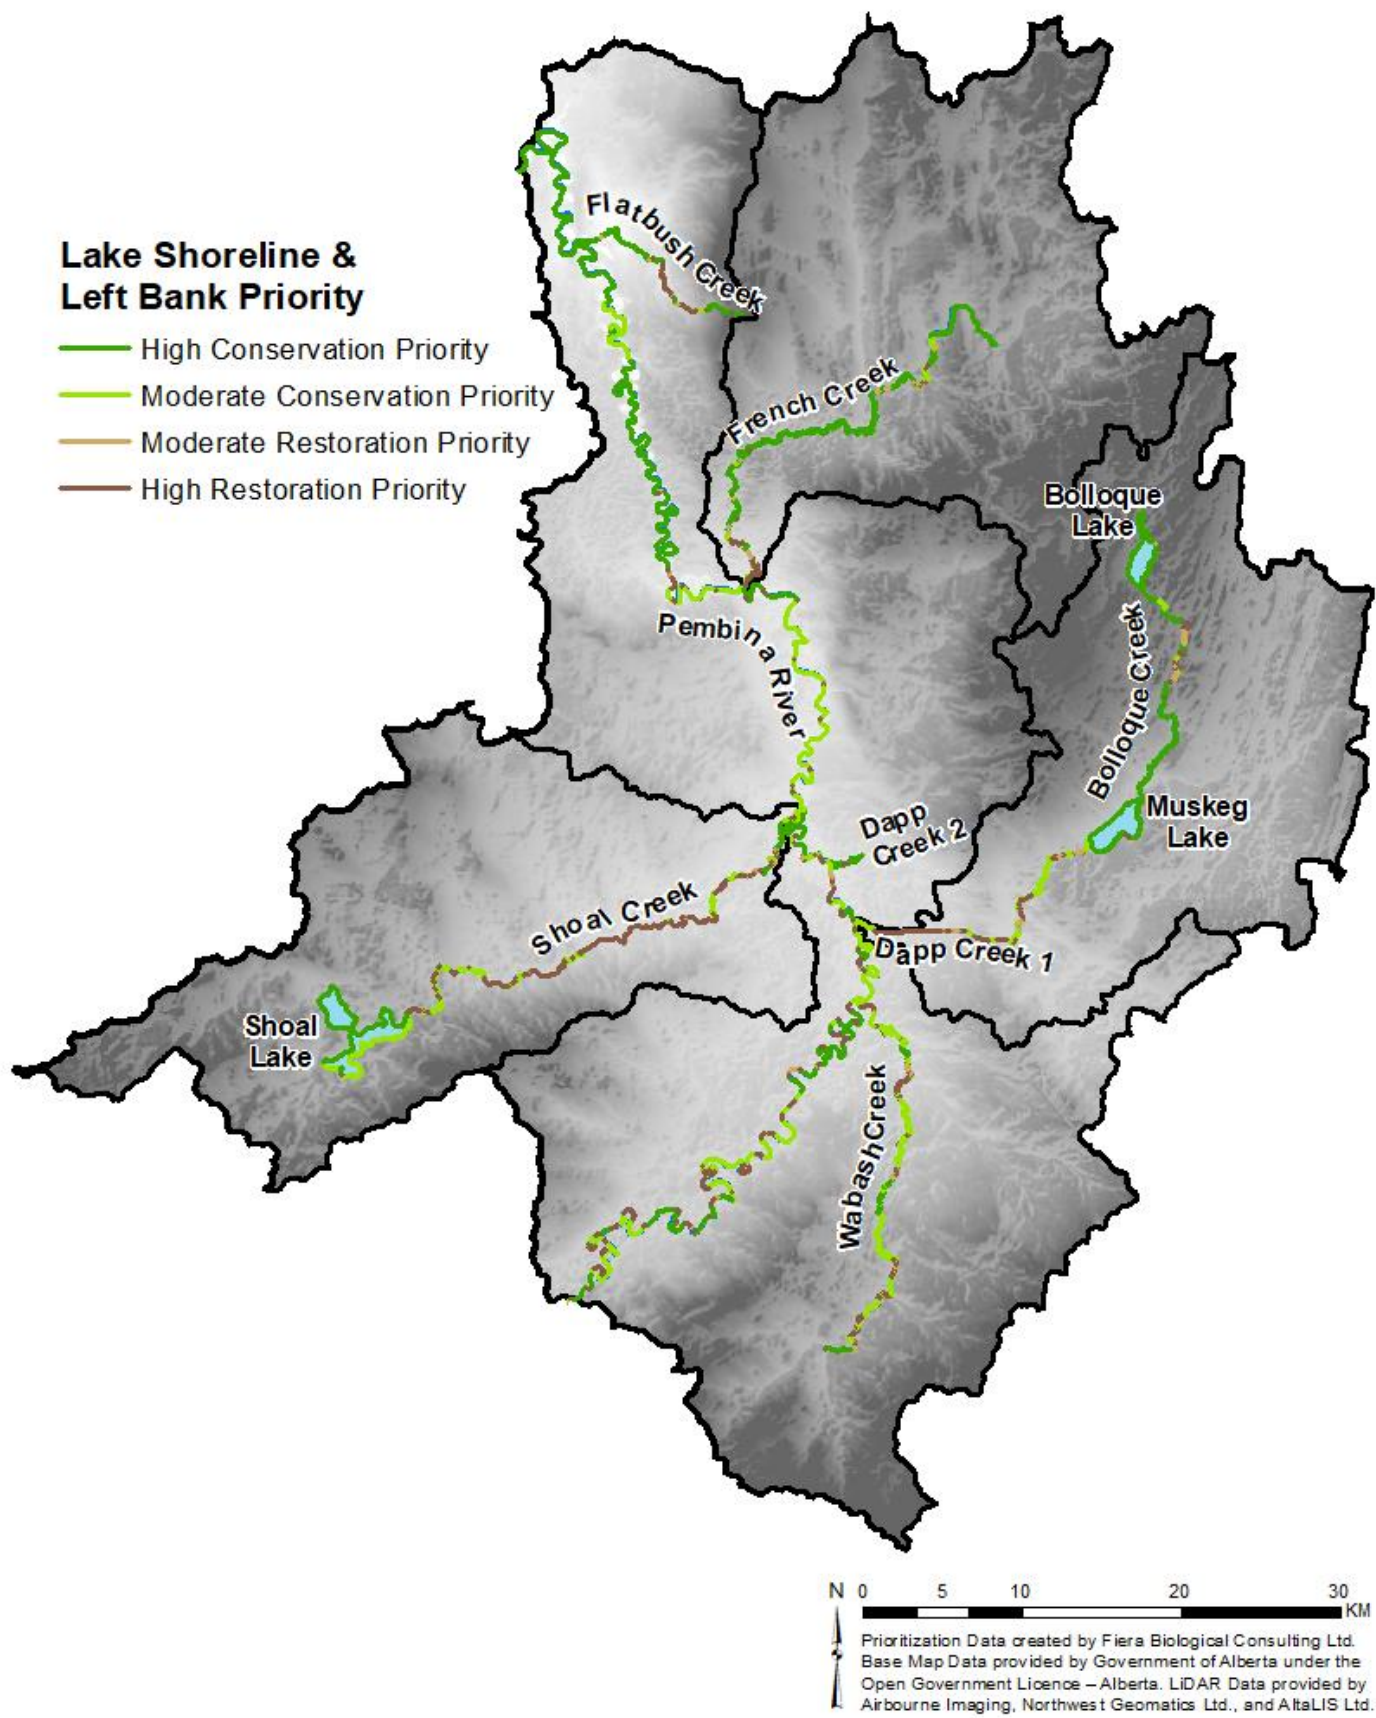 Lake Shoreline &
Left Bank Priority
High Conservation Priority
Moderate Conservation Priority
Moderate Restoration Priority
High Restoration Priority
Flatbush Creek
French Creek
Bolloque
Lake
Pembina River
Bolloque Creek
Muskeg
Lake
Dapp
Creek 2
Shoal Creek
Dapp Creek 1
Shoal
Lake
Wabash Creek
N 0 5 10 20 30
KM
Prioritization Data created by Fiera Biological Consulting Ltd.
Base Map Data provided by Government of Alberta under the
Open Government Licence – Alberta. LiDAR Data provided by
Airbourne Imaging, Northwest Geomatics Ltd., and AltaLIS Ltd.